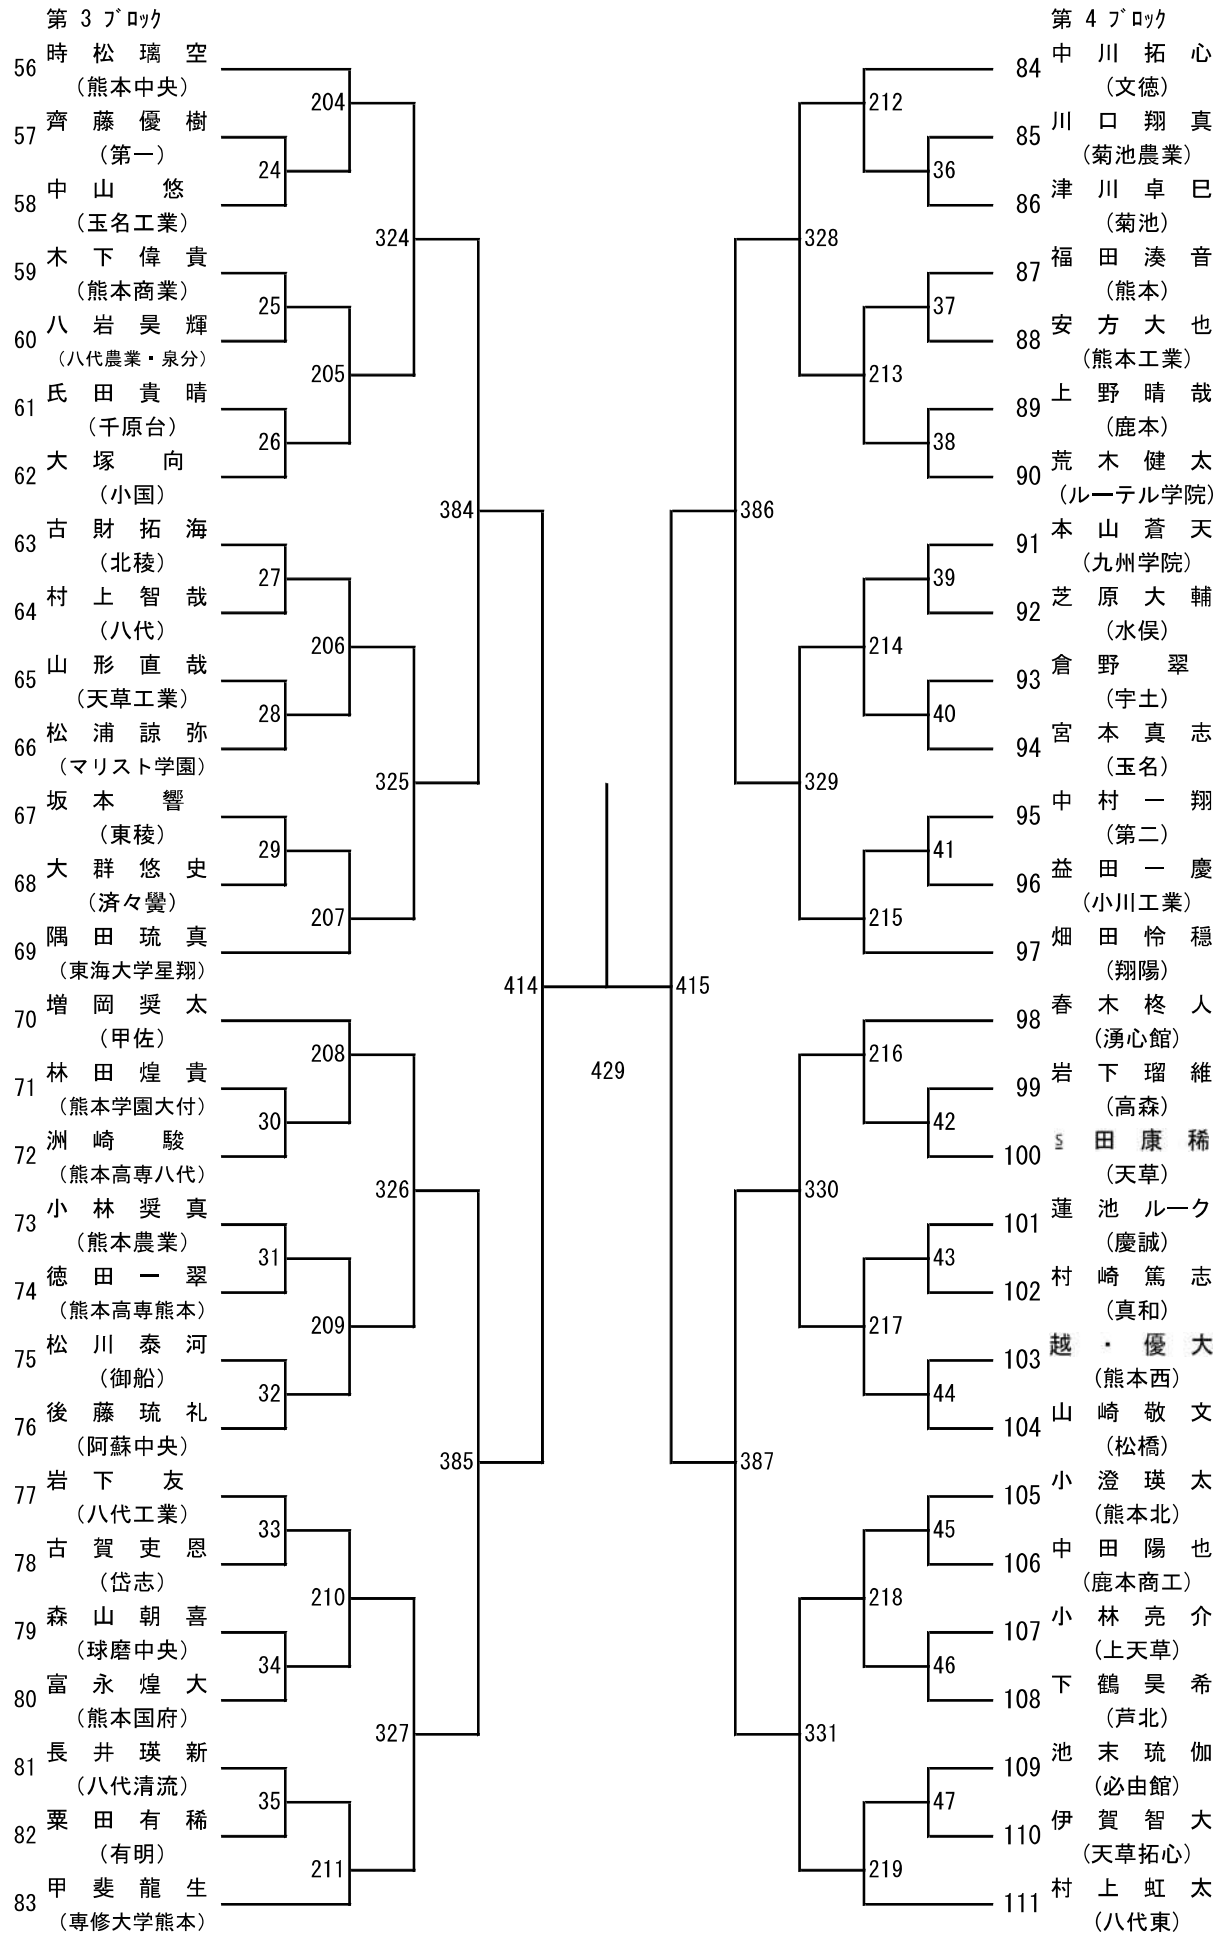 第 3 ブロック
56 時松璃空
(熊本中央)
57 齊藤優樹
(第一)
58 中山 悠
(玉名工業)
59 木下偉貴
(熊本商業)
60 八岩昊輝
(八代農業・泉分)
61 氏田貴晴
(千原台)
62 大塚 向
(小国)
63 古財拓海
(北稜)
64 村上智哉
(八代)
65 山形直哉
(天草工業)
66 松浦諒弥
(マリスト学園)
67 坂本 響
(東稜)
68 大群悠史
(済々黌)
69 隅田琉真
(東海大学星翔)
70 増岡奨太
(甲佐)
71 林田煌貴
(熊本学園大付)
72 洲崎 駿
(熊本高専八代)
73 小林奨真
(熊本農業)
74 徳田一翠
(熊本高専熊本)
75 松川泰河
(御船)
76 後藤琉礼
(阿蘇中央)
77 岩下 友
(八代工業)
78 古賀吏恩
(岱志)
79 森山朝喜
(球磨中央)
80 富永煌大
(熊本国府)
81 長井瑛新
(八代清流)
82 粟田有稀
(有明)
83 甲斐龍生
(専修大学熊本)
24
25
26
27
28
29
30
31
32
33
34
35
204
205
206
207
208
209
210
211
324
325
326
327
384
385
414
429
415
386
387
328
329
330
331
212
213
214
215
216
217
218
219
36
37
38
39
40
41
42
43
44
45
46
47
第 4 ブロック
84 中川拓心
(文徳)
85 川口翔真
(菊池農業)
86 津川卓巳
(菊池)
87 福田湊音
(熊本)
88 安方大也
(熊本工業)
89 上野晴哉
(鹿本)
90 荒木健太
(ルーテル学院)
91 本山蒼天
(九州学院)
92 芝原大輔
(水俣)
93 倉野 翠
(宇土)
94 宮本真志
(玉名)
95 中村一翔
(第二)
96 益田一慶
(小川工業)
97 畑田怜穏
(翔陽)
98 春木柊人
(湧心館)
99 岩下瑠維
(高森)
100 田康稀
(天草)
101 蓮池ルーク
(慶誠)
102 村崎篤志
(真和)
103 越・優大
(熊本西)
104 山崎敬文
(松橋)
105 小澄瑛太
(熊本北)
106 中田陽也
(鹿本商工)
107 小林亮介
(上天草)
108 下鶴昊希
(芦北)
109 池末琉伽
(必由館)
110 伊賀智大
(天草拓心)
111 村上虹太
(八代東)